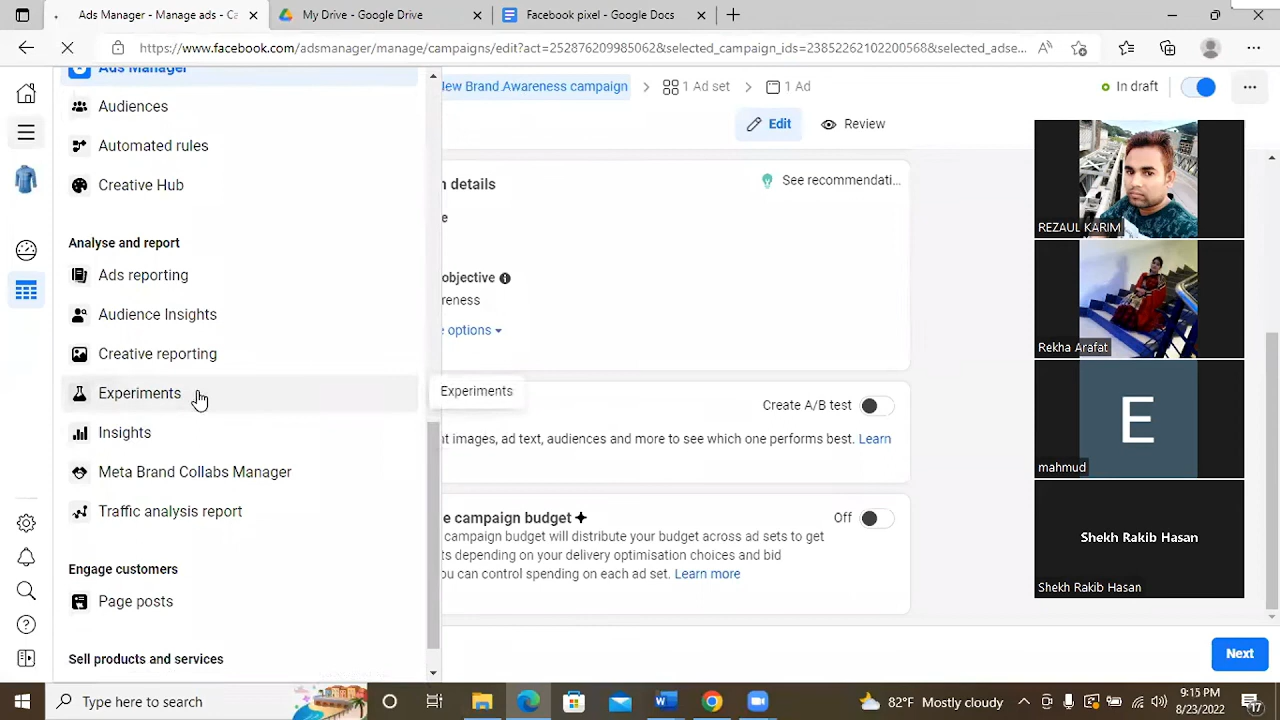 Ads Manager - Manage ads - Ca
My Drive - Google Drive
Facebook pixel - Google Docs
https://www.facebook.com/adsmanager/manage/campaigns/edit?act=252876209985062&selected_campaign_ids=23852262102200568&selected_adse...
Ads Manager
Audiences
Automated rules
Creative Hub
Analyse and report
Ads reporting
Audience Insights
Creative reporting
Experiments
Insights
Meta Brand Collabs Manager
Traffic analysis report
Engage customers
Page posts
Sell products and services
New Brand Awareness campaign
1 Ad set
1 Ad
In draft
Edit
Review
n details
See recommendati...
e
objective
reness
e options
Experiments
Create A/B test
nt images, ad text, audiences and more to see which one performs best. Learn
e campaign budget
Off
campaign budget will distribute your budget across ad sets to get
ts depending on your delivery optimisation choices and bid
ou can control spending on each ad set. Learn more
Next
REZAUL KARIM
Rekha Arafat
E
mahmud
Shekh Rakib Hasan
Shekh Rakib Hasan
Type here to search
82°F Mostly cloudy
9:15 PM
8/23/2022
17